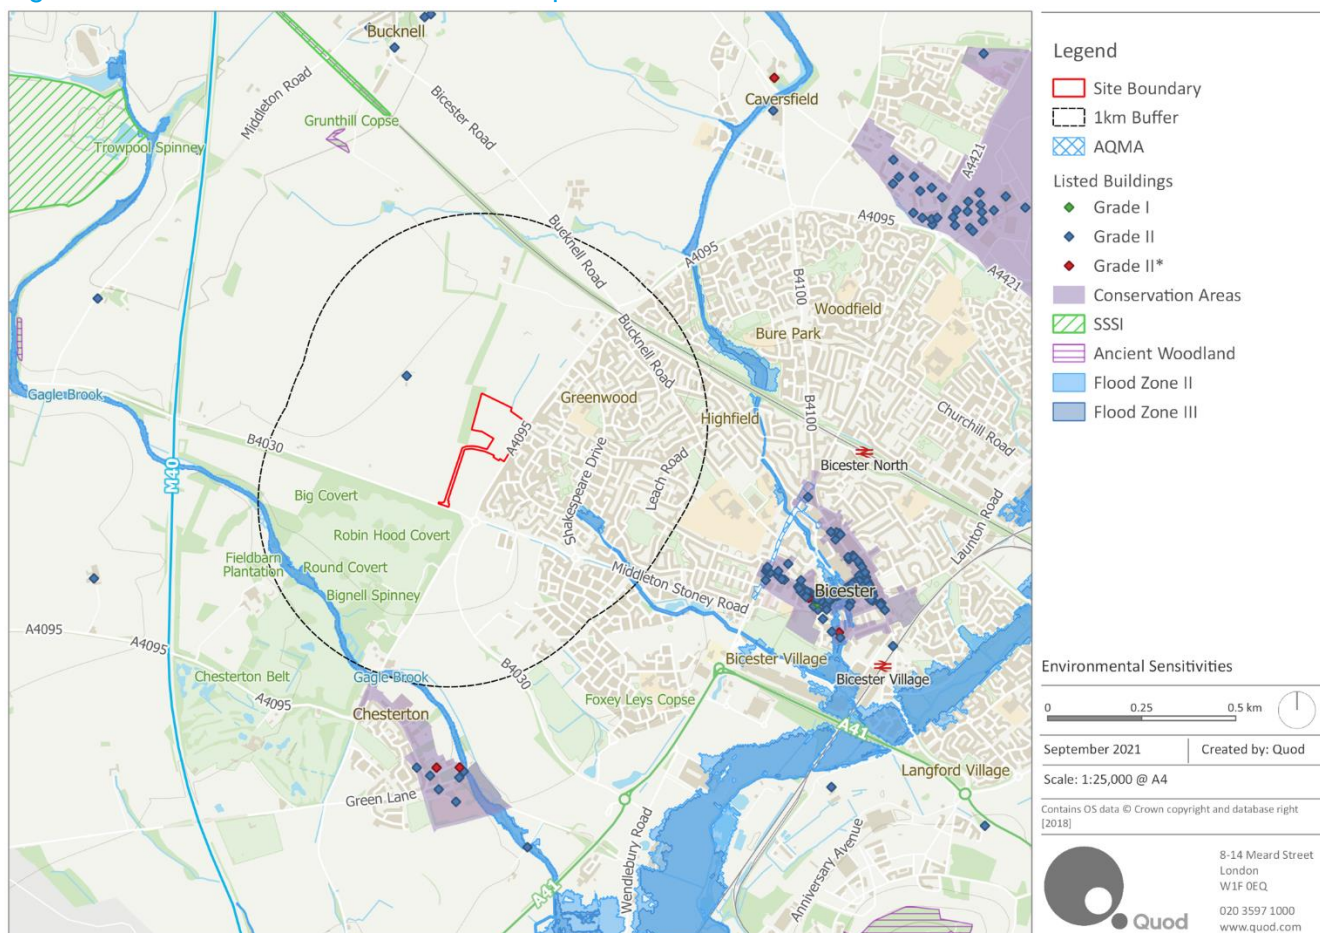 Bucknell
Middleton Road
Bicester Road
Grunthill Copse
Trowpool Spinney
Caversfield
A4421
A4095
A4421
A4095
Bucknell Road
B4100
Woodfield
Bure Park
Bucknell Road
Gagle Brook
Greenwood
Highfield
B4100
Churchill Road
B4030
A4095
Shakespeare Drive
Leach Road
Bicester North
M40
Big Covert
Robin Hood Covert
Launton Road
Fieldbarn
Plantation
Round Covert
Bignell Spinney
Middleton Stoney Road
Bicester
A4095
A4095
Chesterton Belt
Gagle Brook
B4030
Bicester Village
Bicester Village
Foxey Leys Copse
A4095
Chesterton
A41
Langford Village
Green Lane
Wendlebury Road
A41
Anniversary Avenue
Legend
Site Boundary
1km Buffer
AQMA
Listed Buildings
Grade I
Grade II
Grade II*
Conservation Areas
SSSI
Ancient Woodland
Flood Zone II
Flood Zone III
Environmental Sensitivities
0 0.25 0.5 km
September 2021 Created by: Quod
Scale: 1:25,000 @ A4
Contains OS data © Crown copyright and database right
[2018]
Quod
8-14 Meard Street
London
W1F 0EQ
020 3597 1000
www.quod.com